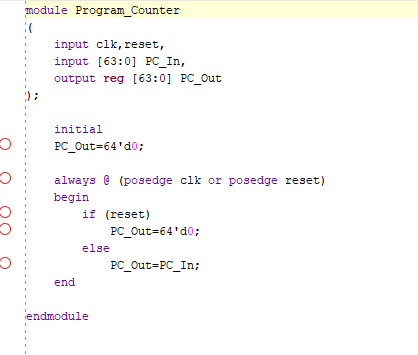 module Program_Counter
(
input clk,reset,
input [63:0] PC_In,
output reg [63:0] PC_Out
);
initial
PC_Out=64'd0;
always @ (posedge clk or posedge reset)
begin
if (reset)
PC_Out=64'd0;
else
PC_Out=PC_In;
end
endmodule